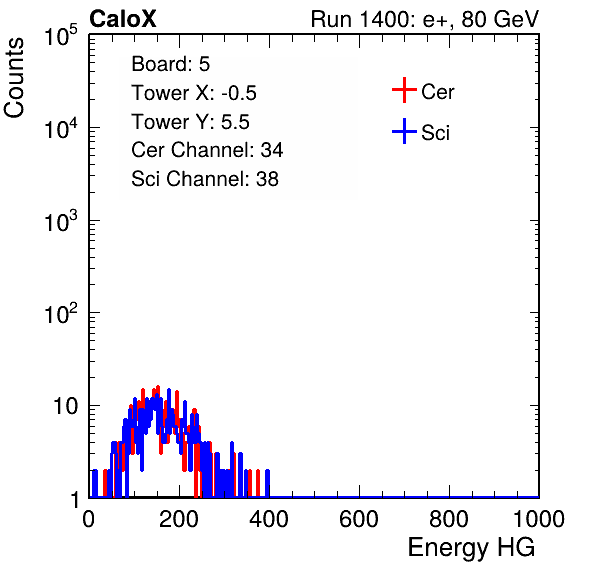 CaloX Run 1400: e+, 80 GeV
Counts
Board: 5
Tower X: -0.5
Tower Y: 5.5
Cer Channel: 34
Sci Channel: 38
Cer
Sci
10^5
10^4
10^3
10^2
10
1
0 200 400 600 800 1000
Energy HG